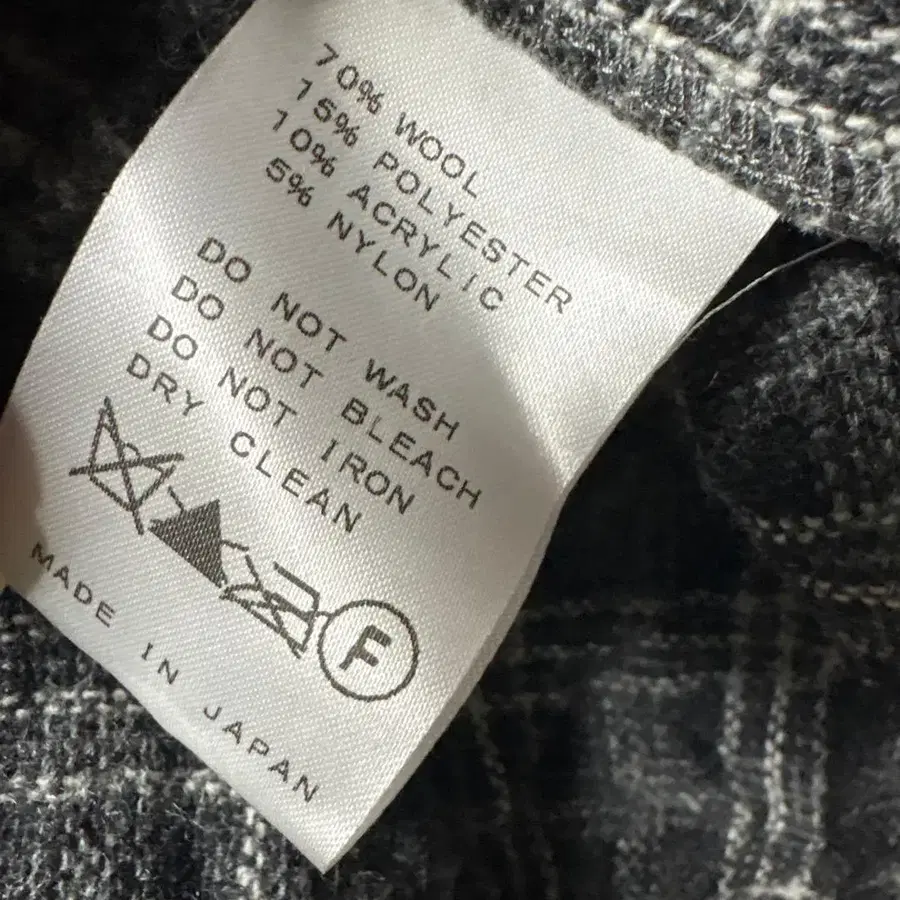 70% WOOL
15% POLYESTER
10% ACRYLIC
5% NYLON
DO NOT WASH
DO NOT BLEACH
DO NOT IRON
DRY CLEAN
F
MADE IN JAPAN